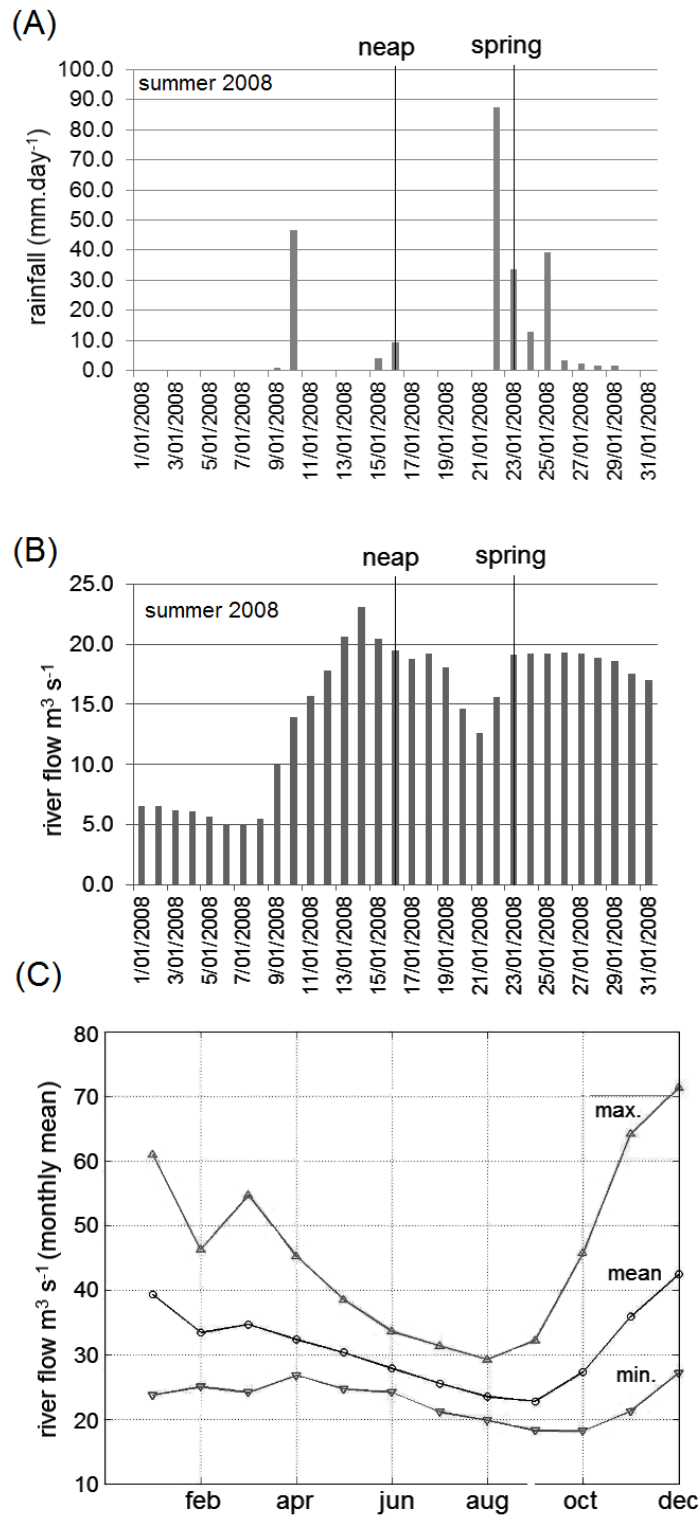 (A)
neap spring
summer 2008
rainfall (mm.day⁻¹)
100.0
90.0
80.0
70.0
60.0
50.0
40.0
30.0
20.0
10.0
0.0
1/01/2008 3/01/2008 5/01/2008 7/01/2008 9/01/2008 11/01/2008 13/01/2008 15/01/2008 17/01/2008 19/01/2008 21/01/2008 23/01/2008 25/01/2008 27/01/2008 29/01/2008 31/01/2008
(B)
neap spring
summer 2008
river flow m³ s⁻¹
25.0
20.0
15.0
10.0
5.0
0.0
1/01/2008 3/01/2008 5/01/2008 7/01/2008 9/01/2008 11/01/2008 13/01/2008 15/01/2008 17/01/2008 19/01/2008 21/01/2008 23/01/2008 25/01/2008 27/01/2008 29/01/2008 31/01/2008
(C)
river flow m³ s⁻¹ (monthly mean)
80
70
60
50
40
30
20
10
max.
mean
min.
feb apr jun aug oct dec